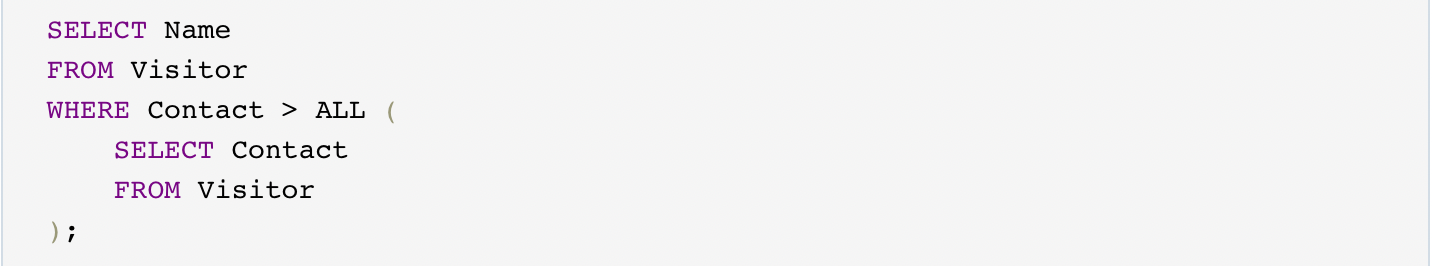 SELECT Name
FROM Visitor
WHERE Contact > ALL (
    SELECT Contact
    FROM Visitor
);